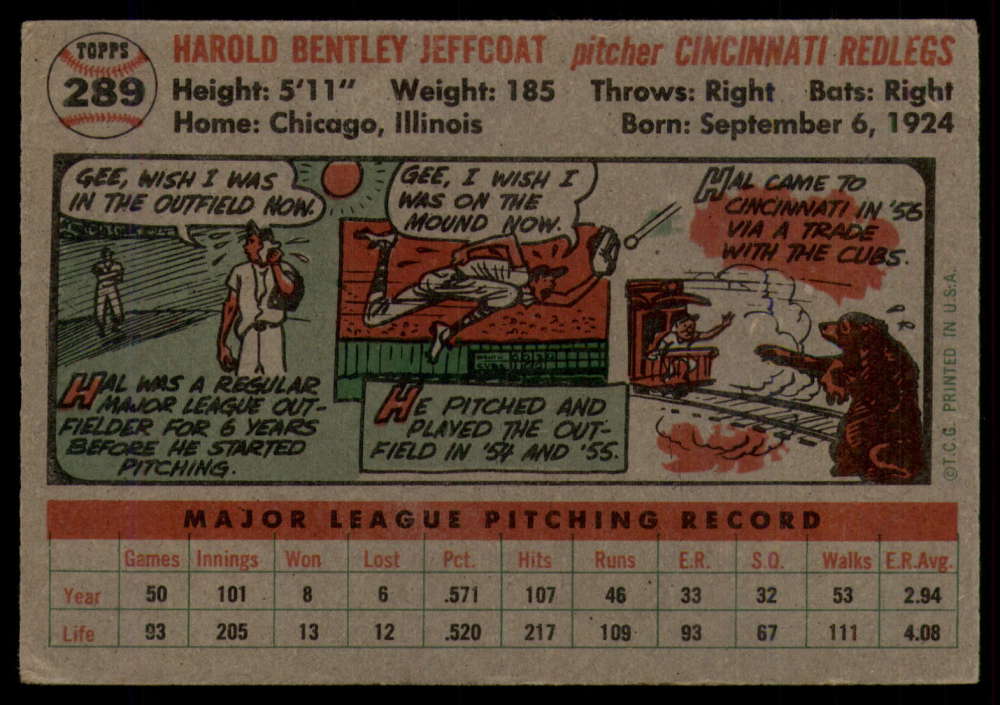 TOPPS
289
HAROLD BENTLEY JEFFCOAT pitcher CINCINNATI REDLEGS
Height: 5'11" Weight: 185 Throws: Right Bats: Right
Home: Chicago, Illinois Born: September 6, 1924
GEE, WISH I WAS
IN THE OUTFIELD NOW.
HAL WAS A REGULAR
MAJOR LEAGUE OUT-
FIELDER FOR 6 YEARS
BEFORE HE STARTED
PITCHING.
GEE, I WISH I
WAS ON THE
MOUND NOW.
HE PITCHED AND
PLAYED THE OUT-
FIELD IN '54 AND '55.
HAL CAME TO
CINCINNATI IN '56
VIA A TRADE
WITH THE CUBS.
©T.C.G. PRINTED IN U.S.A.
MAJOR LEAGUE PITCHING RECORD
Games Innings Won Lost Pct. Hits Runs E.R. S.O. Walks E.R.Avg.
Year 50 101 8 6 .571 107 46 33 32 53 2.94
Life 93 205 13 12 .520 217 109 93 67 111 4.08